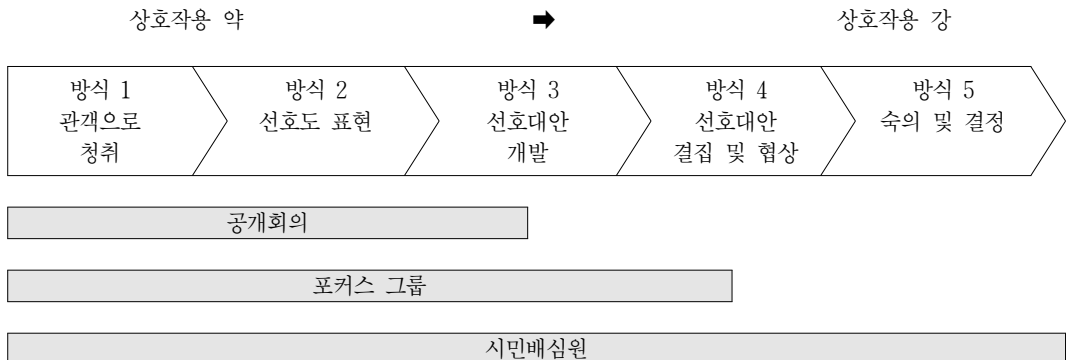 상호작용 약 ➡ 상호작용 강
방식 1
관객으로
청취
방식 2
선호도 표현
방식 3
선호대안
개발
방식 4
선호대안
결집 및 협상
방식 5
숙의 및 결정
공개회의
포커스 그룹
시민배심원